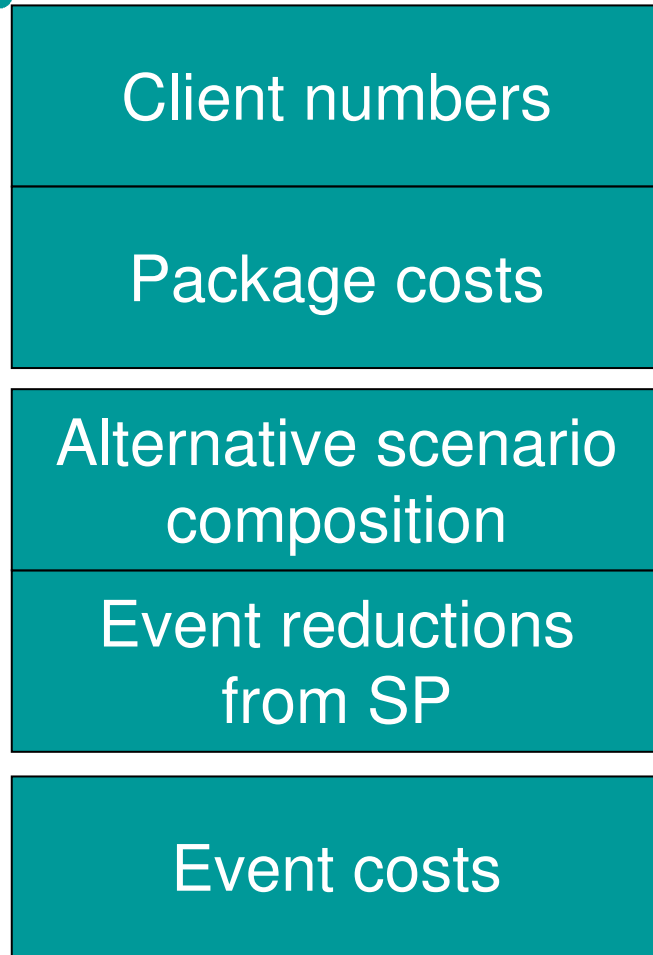 Client numbers
Package costs
Alternative scenario
composition
Event reductions
from SP
Event costs